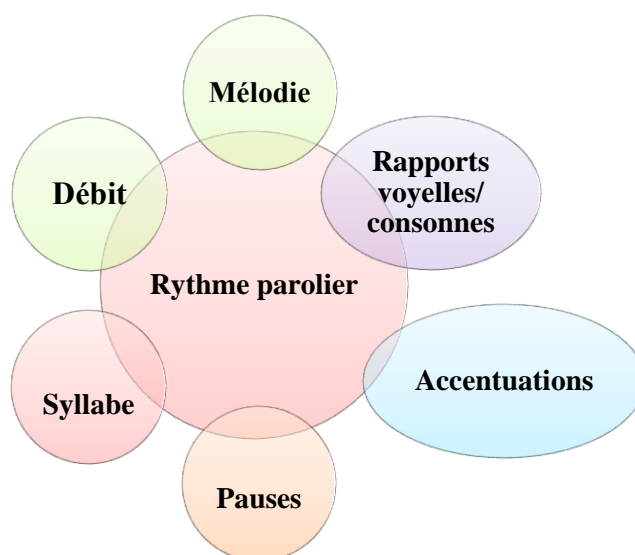 Mélodie
Rapports
voyelles/
consonnes
Débit
Rythme parolier
Accentuations
Syllabe
Pauses